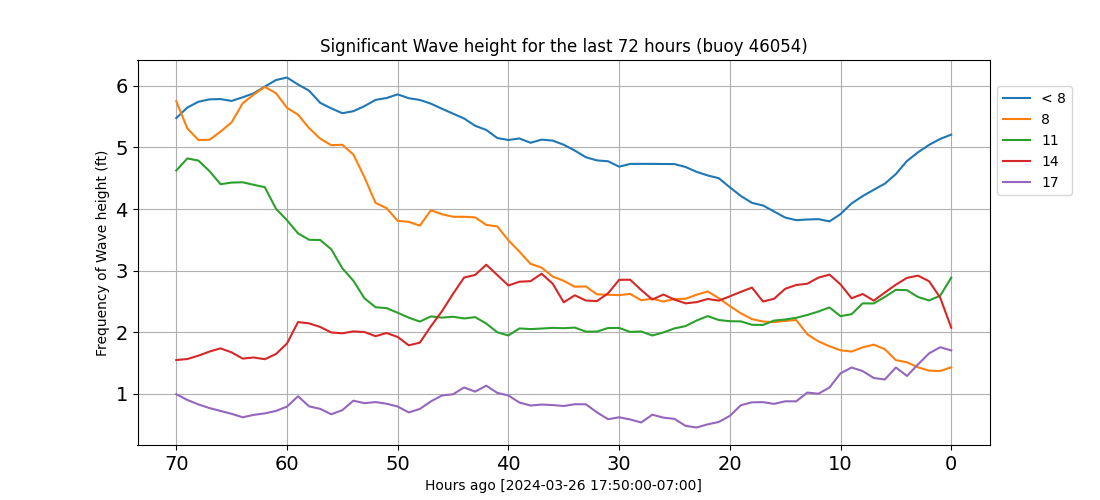 Significant Wave height for the last 72 hours (buoy 46054)
Frequency of Wave height (ft)
6
5
4
3
2
1
70 60 50 40 30 20 10 0
Hours ago [2024-03-26 17:50:00-07:00]
< 8
8
11
14
17